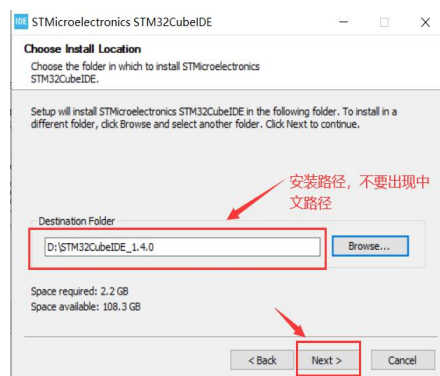 IDE STMicroelectronics STM32CubeIDE
Choose Install Location
Choose the folder in which to install STMicroelectronics
STM32CubeIDE.
Setup will install STMicroelectronics STM32CubeIDE in the following folder. To install in a
different folder, click Browse and select another folder. Click Next to continue.
安装路径，不要出现中
文路径
Destination Folder
D:\STM32CubeIDE_1.4.0
Browse...
Space required: 2.2 GB
Space available: 108.3 GB
< Back
Next >
Cancel